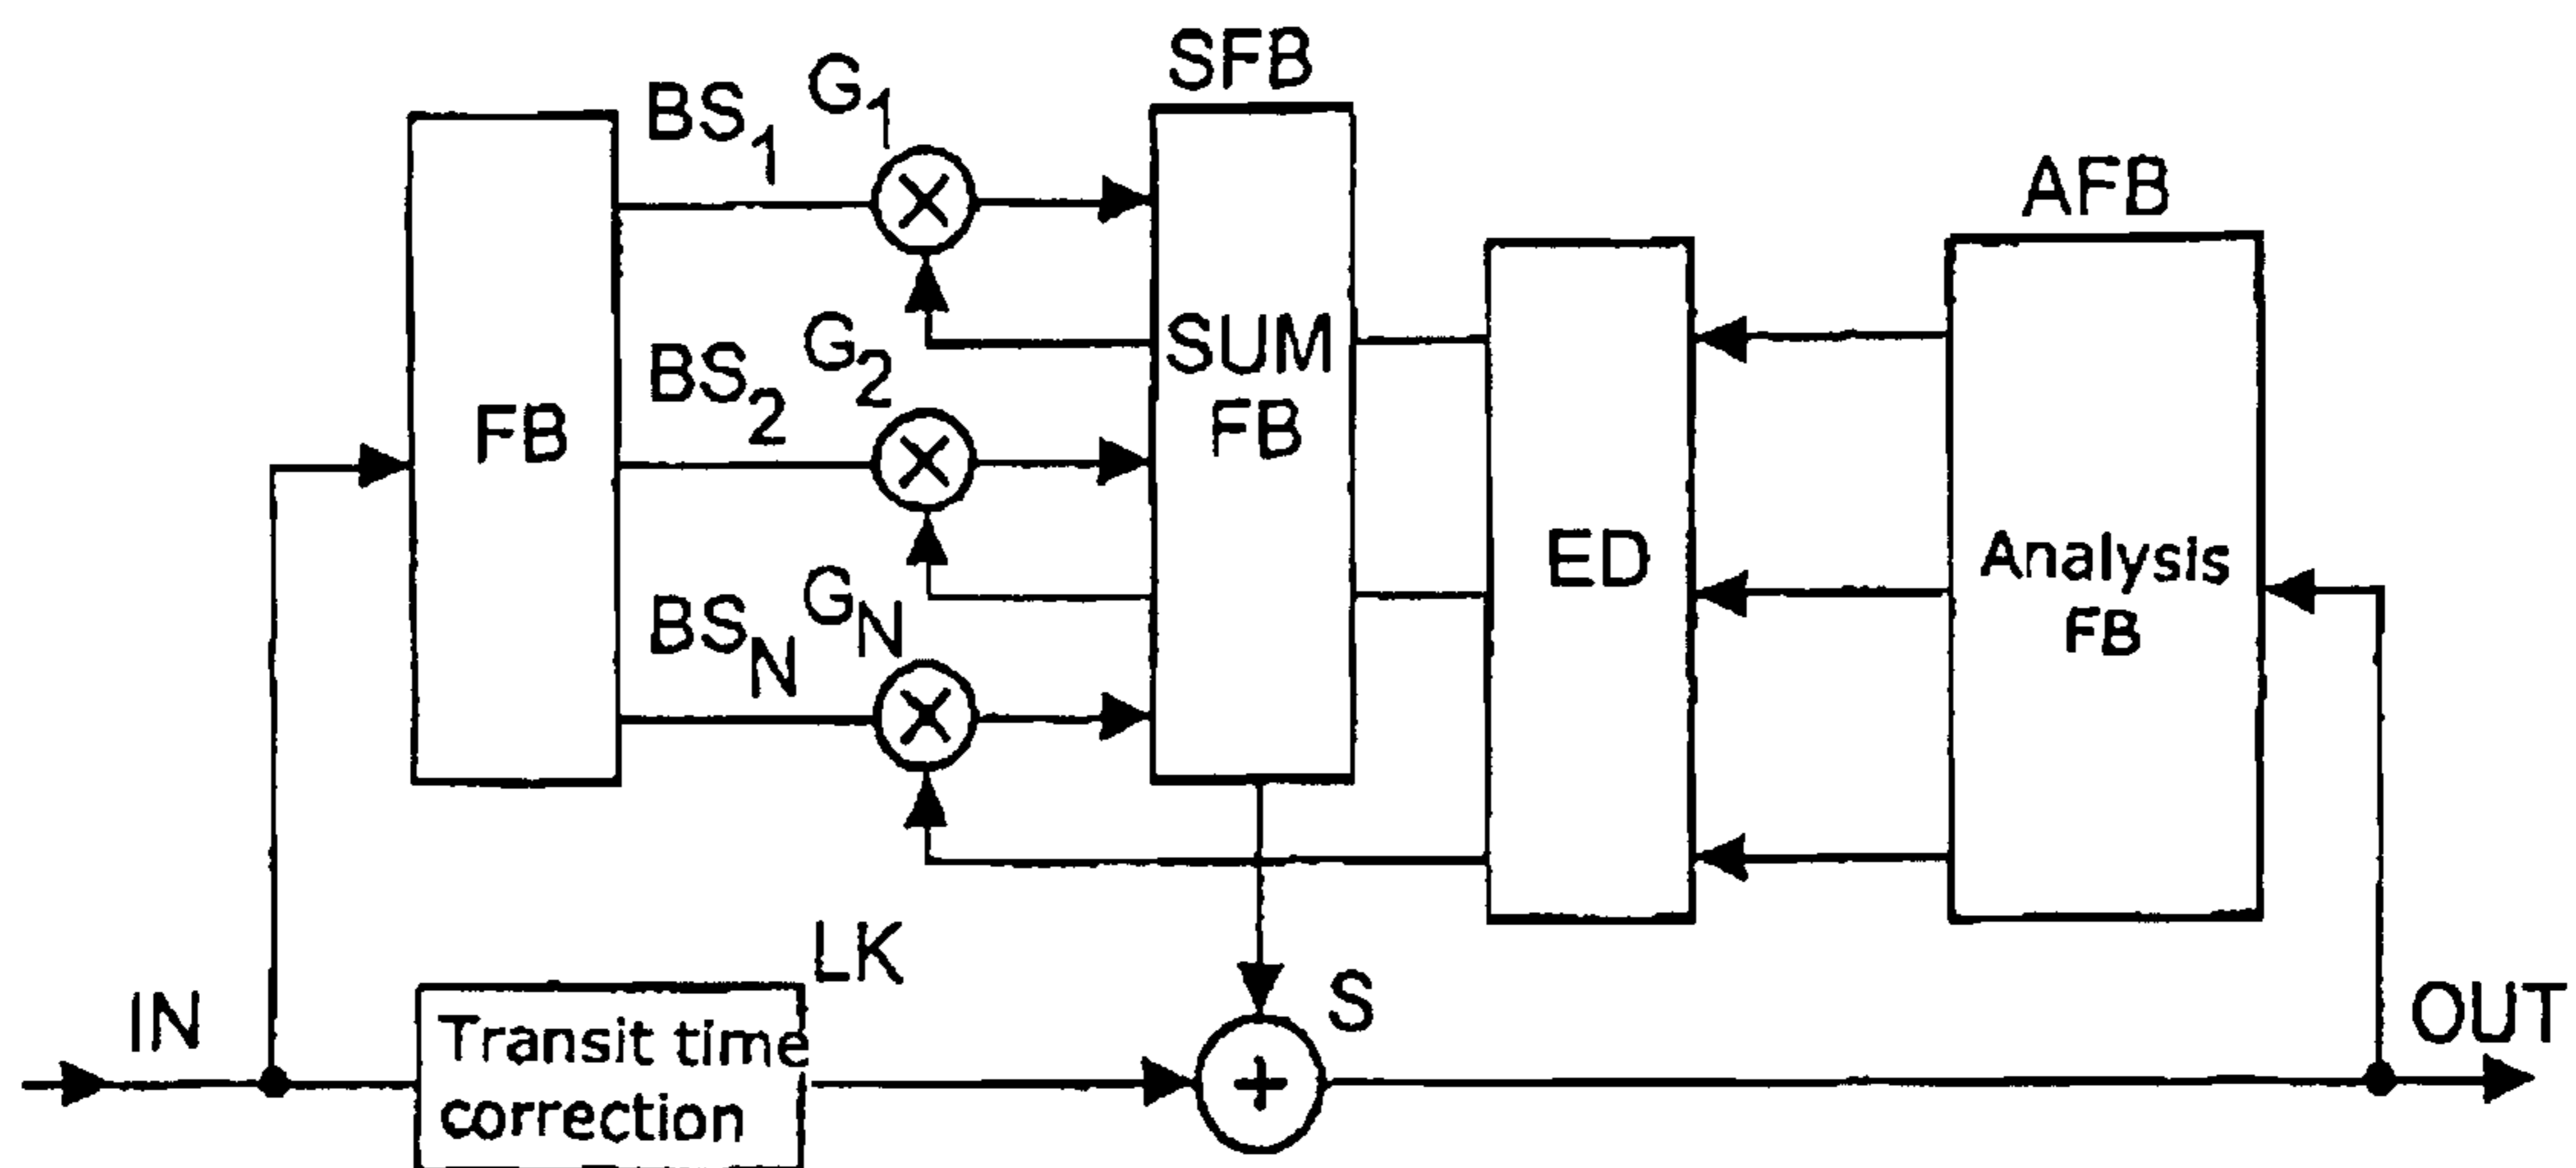 SFB
BS1 G1
AFB
SUM
FB
BS2 G2
FB
ED
Analysis
FB
BSN GN
LK
IN
S
OUT
Transit time
correction
+